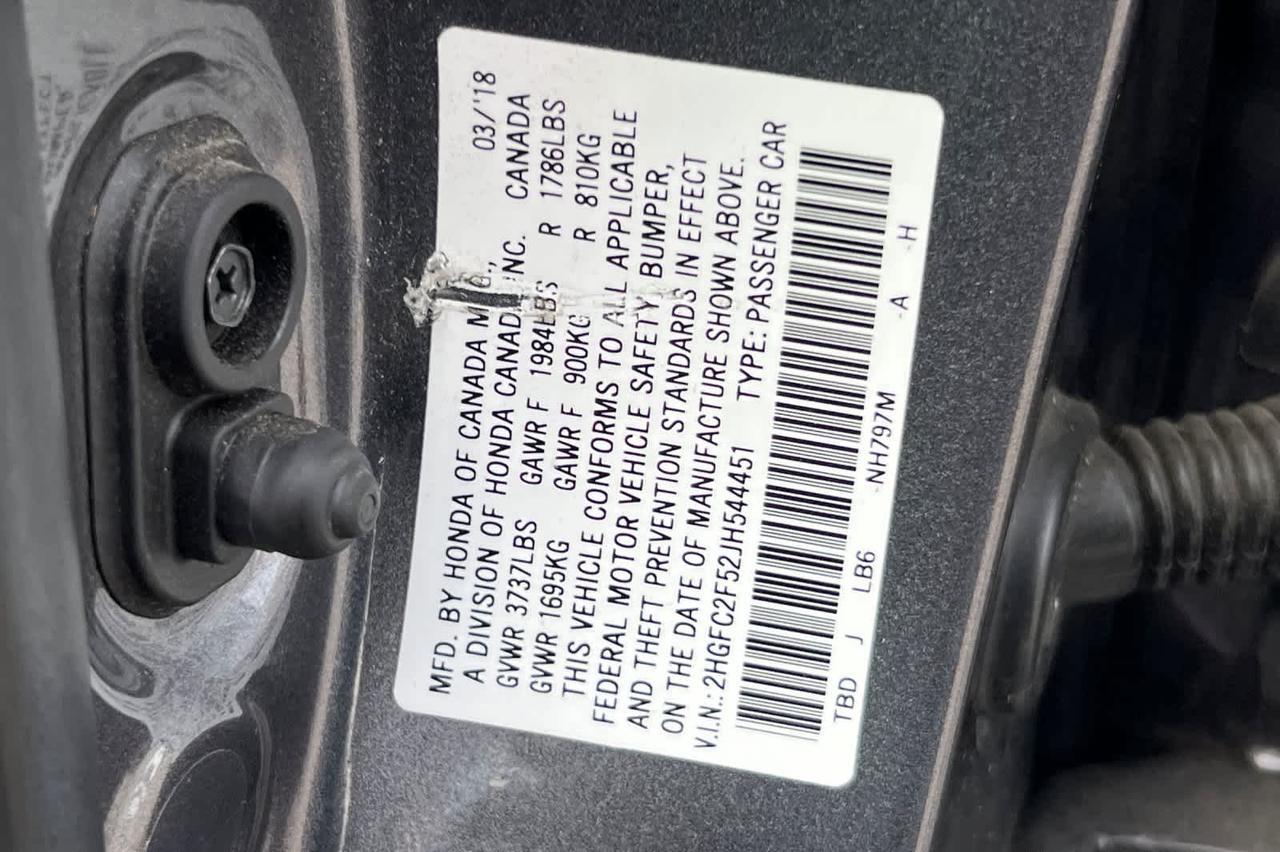 MFD. BY HONDA OF CANADA M 03/'18
A DIVISION OF HONDA CANADA INC. CANADA
GVWR 3737LBS GAWR F 1984LBS R 1786LBS
GVWR 1695KG GAWR F 900KG R 810KG
THIS VEHICLE CONFORMS TO ALL APPLICABLE
FEDERAL MOTOR VEHICLE SAFETY BUMPER,
AND THEFT PREVENTION STANDARDS IN EFFECT
ON THE DATE OF MANUFACTURE SHOWN ABOVE.
V.I.N.: 2HGFC2F52JH544451 TYPE: PASSENGER CAR
TBD J LB6 -NH797M -A -H